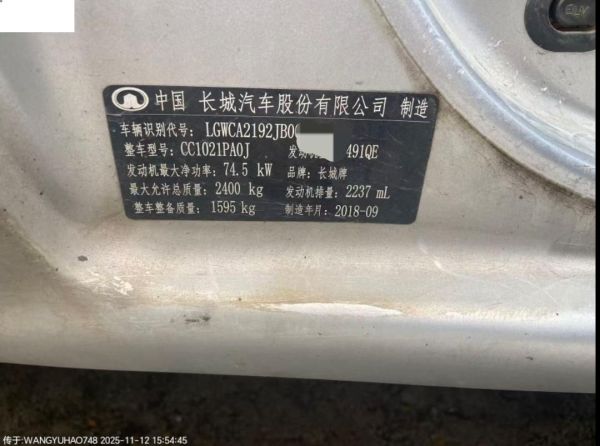 中国 长城汽车股份有限公司 制造
车辆识别代号: LGWCA2192JB0
整车型号: CC1021PA0J 发动机 491QE
发动机最大净功率: 74.5 kW 品牌: 长城牌
最大允许总质量: 2400 kg 发动机排量: 2237 mL
整车整备质量: 1595 kg 制造年月: 2018-09
传于:WANGYUHAO748 2025-11-12 15:54:45